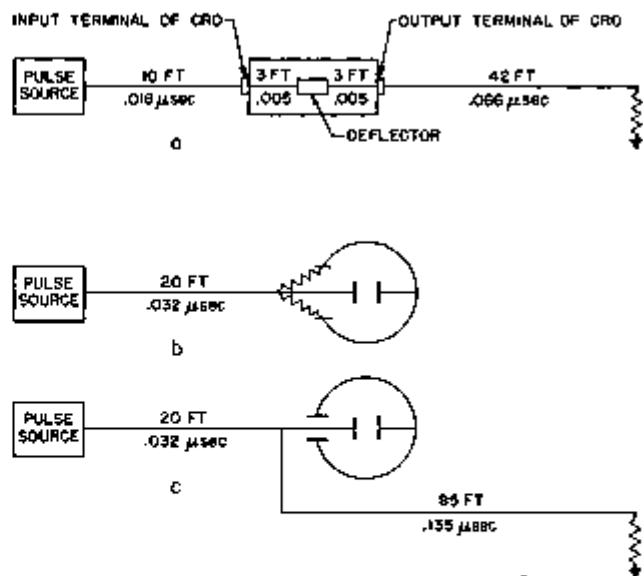 INPUT TERMINAL OF CRO
OUTPUT TERMINAL OF CRO
PULSE SOURCE
10 FT
.016 µsec
3 FT
.005
3 FT
.005
42 FT
.066 µsec
DEFLECTOR
a
PULSE SOURCE
20 FT
.032 µsec
b
PULSE SOURCE
20 FT
.032 µsec
c
85 FT
.135 µsec